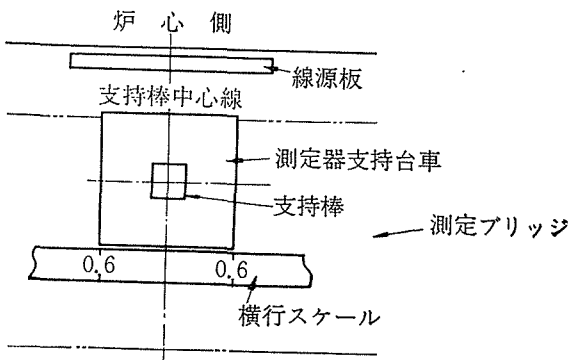 炉心側
線源板
支持棒中心線
測定器支持台車
支持棒
測定ブリッジ
0.6 0.6
横行スケール